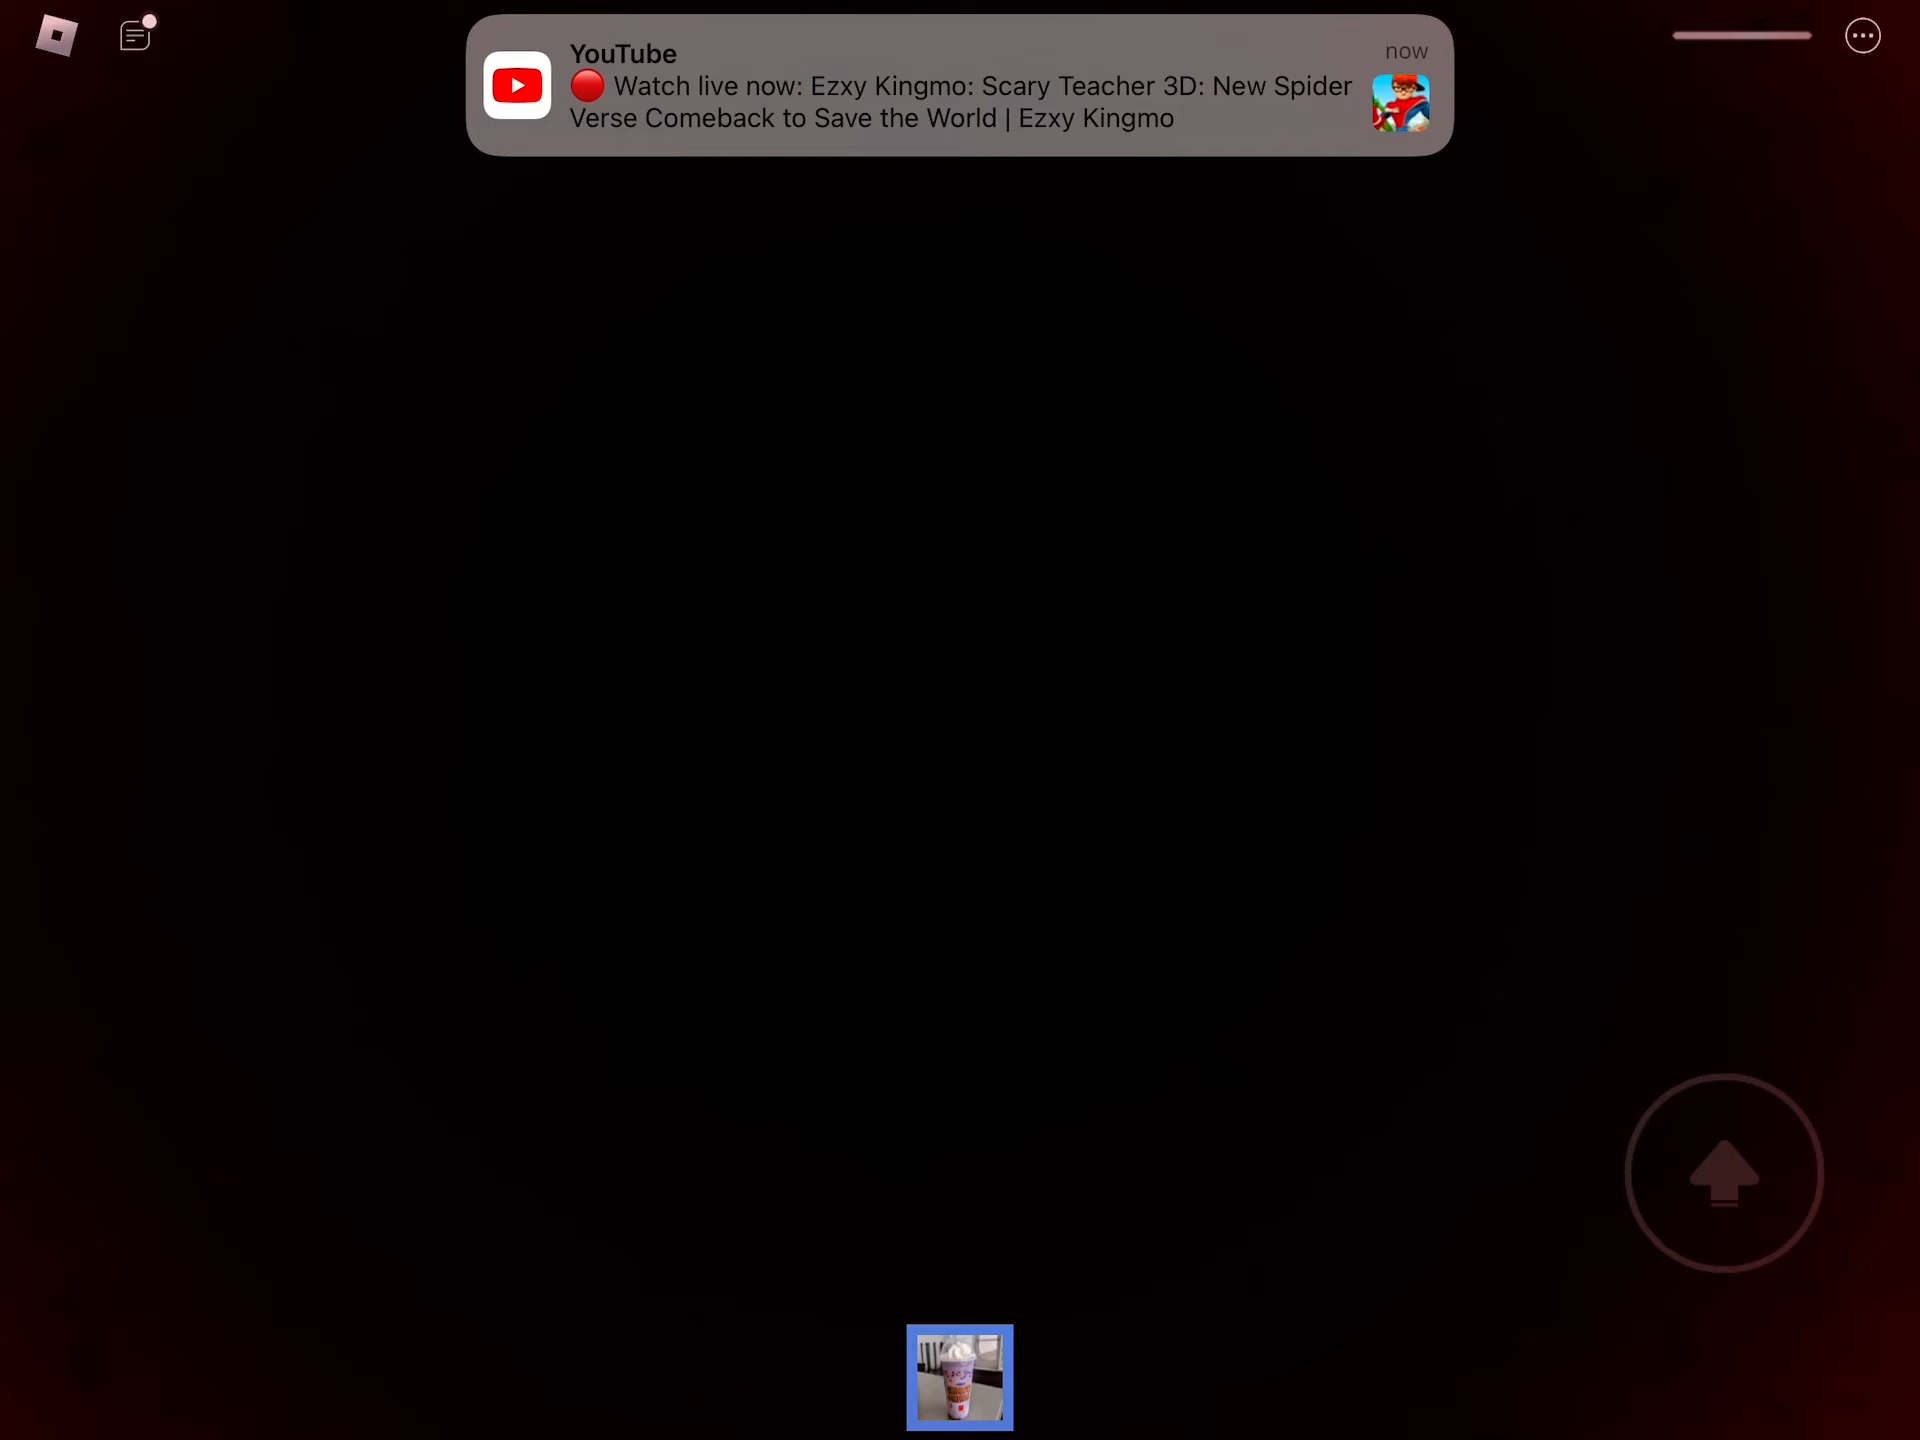 YouTube
now
🔴 Watch live now: Ezxy Kingmo: Scary Teacher 3D: New Spider
Verse Comeback to Save the World | Ezxy Kingmo